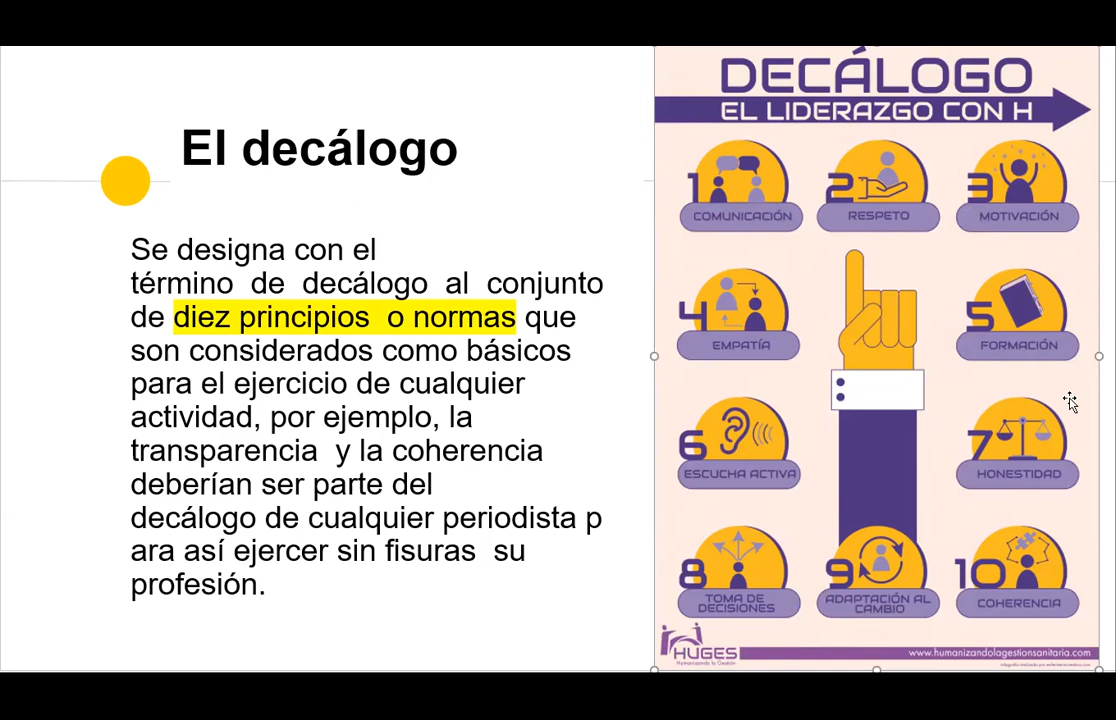 El decálogo
Se designa con el
término de decálogo al conjunto
de diez principios o normas que
son considerados como básicos
para el ejercicio de cualquier
actividad, por ejemplo, la
transparencia y la coherencia
deberían ser parte del
decálogo de cualquier periodista p
ara así ejercer sin fisuras su
profesión.
DECÁLOGO
EL LIDERAZGO CON H
1
COMUNICACIÓN
2
RESPETO
3
MOTIVACIÓN
4
EMPATÍA
5
FORMACIÓN
6
ESCUCHA ACTIVA
7
HONESTIDAD
8
TOMA DE
DECISIONES
9
ADAPTACIÓN AL
CAMBIO
10
COHERENCIA
HUGES
Humanizando la Gestión
www.humanizandolagestionsanitaria.com